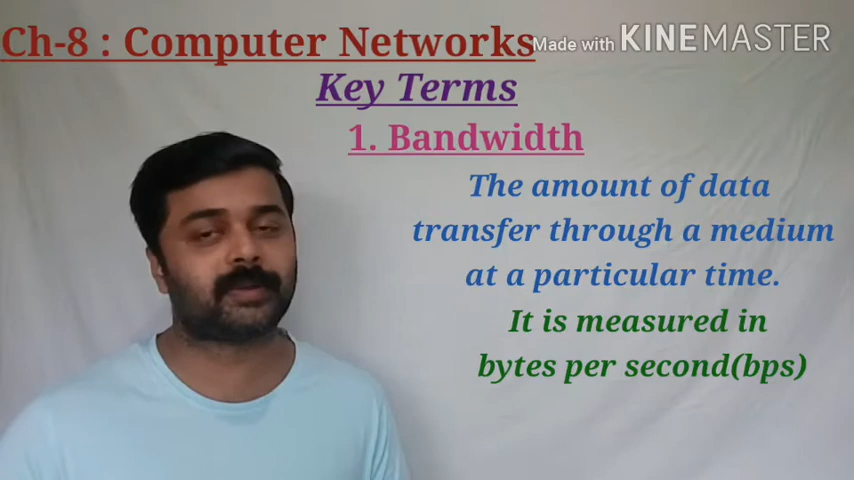 Ch-8 : Computer Networks
Made with KINEMASTER
Key Terms
1. Bandwidth
The amount of data
transfer through a medium
at a particular time.
It is measured in
bytes per second(bps)